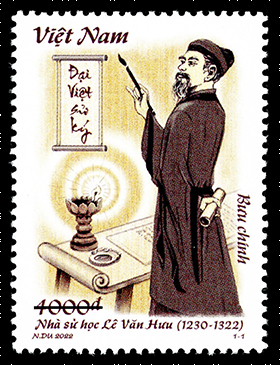 Việt Nam
Đại
Việt
sử
ký
Bưu chính
4000đ
Nhà sử học Lê Văn Hưu (1230-1322)
N.DU 2022
1-1